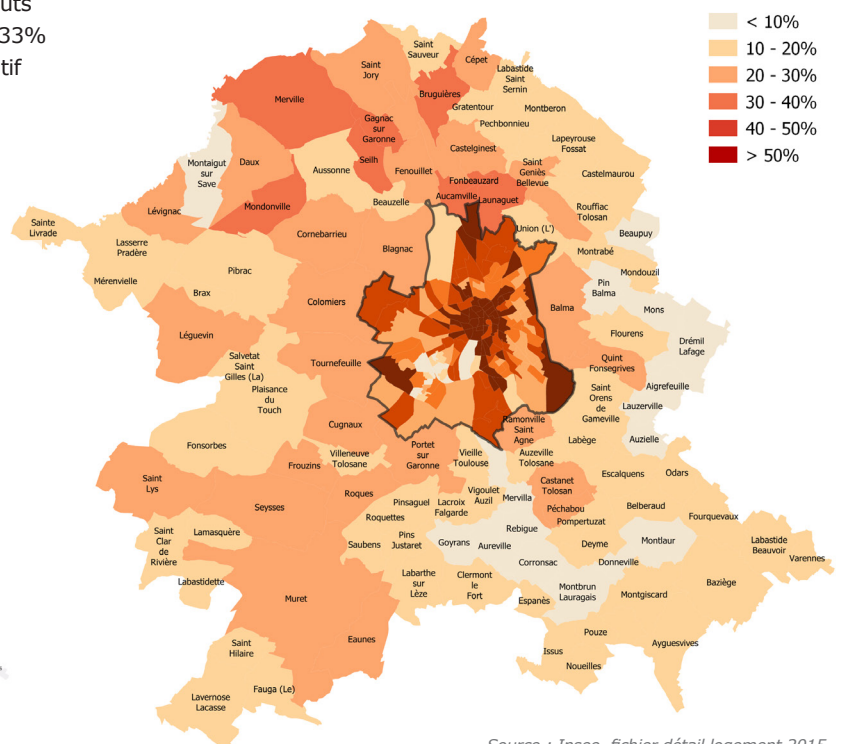 uts
33%
tif
< 10%
10 - 20%
20 - 30%
30 - 40%
40 - 50%
> 50%
Saint
Sauveur
Cépet
Saint
Jory
Labastide
Saint
Sernin
Merville
Bruguières
Gratentour
Montberon
Gagnac
sur
Garonne
Pechbonnieu
Lapeyrouse
Fossat
Castelginest
Montaigut
sur
Save
Daux
Aussonne
Seilh
Fenouillet
Saint
Geniès
Bellevue
Castelmaurou
Fonbeauzard
Aucamville
Launaguet
Mondonville
Beauzelle
Lévignac
Rouffiac
Tolosan
Sainte
Livrade
Cornebarrieu
Union (L')
Beaupuy
Lasserre
Pradère
Blagnac
Montrabé
Pibrac
Mondouzil
Mérenvielle
Brax
Colomiers
Pin
Balma
Balma
Mons
Léguevin
Flourens
Drémil
Lafage
Salvetat
Saint
Gilles (La)
Tournefeuille
Quint
Fonsegrives
Plaisance
du
Touch
Saint
Orens
de
Gameville
Aigrefeuille
Lauzerville
Cugnaux
Ramonville
Saint
Agne
Labège
Auzielle
Fonsorbes
Villeneuve
Tolosane
Portet
sur
Garonne
Vieille
Toulouse
Auzeville
Tolosane
Frouzins
Saint
Lys
Escalquens
Odars
Castanet
Tolosan
Roques
Vigoulet
Auzil
Mervilla
Seysses
Pinsaguel
Lacroix
Falgarde
Péchabou
Belberaud
Roquettes
Pompertuzat
Fourquevaux
Rebigue
Saint
Clar
de
Rivière
Lamasquère
Pins
Justaret
Saubens
Goyrans
Aureville
Deyme
Montlaur
Labastide
Beauvoir
Varennes
Corronsac
Donneville
Labastidette
Labarthe
sur
Lèze
Clermont
le
Fort
Montbrun
Lauragais
Baziège
Muret
Espanès
Montgiscard
Eaunes
Pouze
Ayguesvives
Saint
Hilaire
Issus
Noueilles
Fauga (Le)
Lavernose
Lacasse
Source : Insee, fichier détail logement 2015